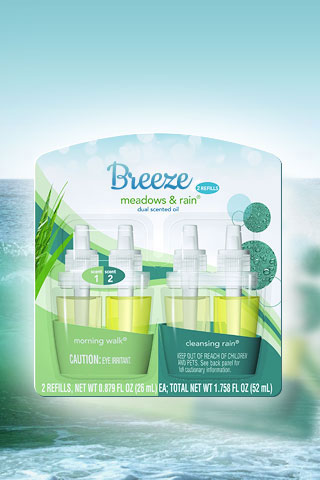 Breeze
2 REFILLS
meadows & rain®
dual scented oil
scent 1
scent 2
morning walk®
CAUTION: EYE IRRITANT
cleansing rain®
KEEP OUT OF REACH OF CHILDREN
AND PETS. See back panel for
full cautionary information.
2 REFILLS, NET WT 0.879 FL OZ (26 mL) EA; TOTAL NET WT 1.758 FL OZ (52 mL)